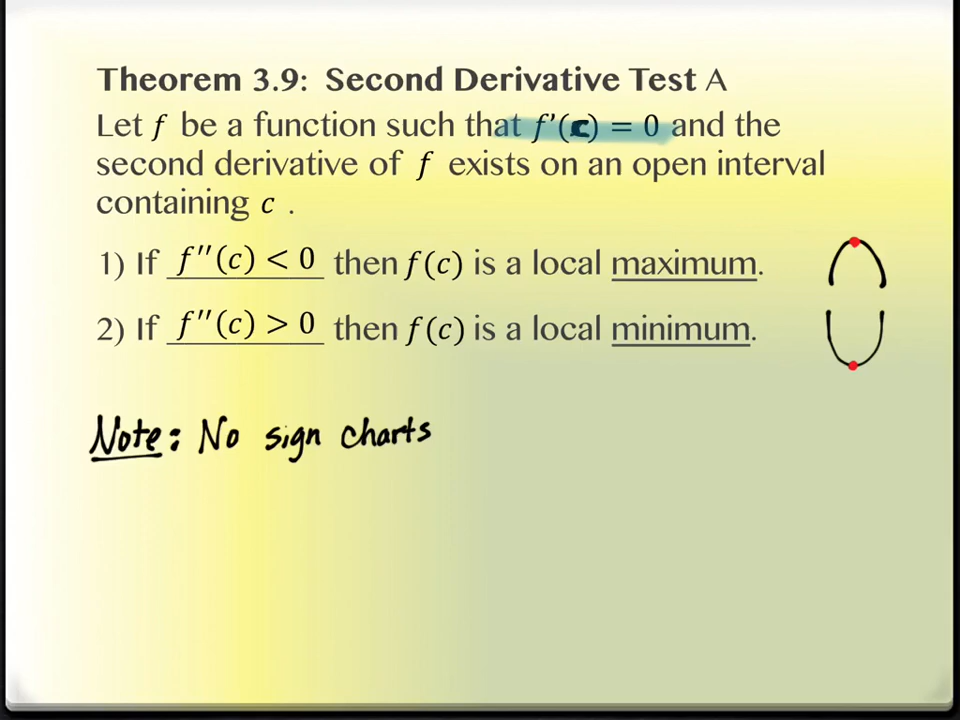 Theorem 3.9: Second Derivative Test A
Let f be a function such that f'(c) = 0 and the
second derivative of f exists on an open interval
containing c .
1) If f''(c) < 0 then f(c) is a local maximum.
2) If f''(c) > 0 then f(c) is a local minimum.
Note: No sign charts